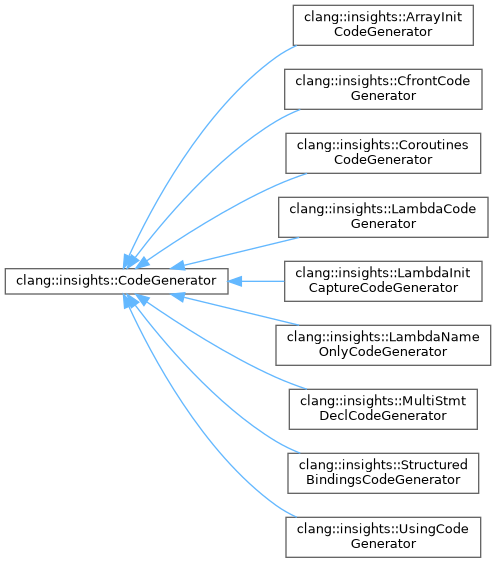 clang::insights::ArrayInit
CodeGenerator
clang::insights::CfrontCode
Generator
clang::insights::Coroutines
CodeGenerator
clang::insights::LambdaCode
Generator
clang::insights::CodeGenerator
clang::insights::LambdaInit
CaptureCodeGenerator
clang::insights::LambdaName
OnlyCodeGenerator
clang::insights::MultiStmt
DeclCodeGenerator
clang::insights::Structured
BindingsCodeGenerator
clang::insights::UsingCode
Generator